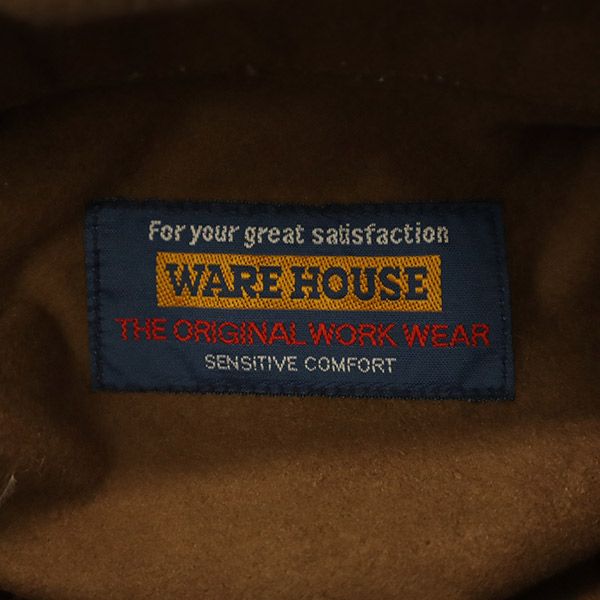 For your great satisfaction
WARE HOUSE
THE ORIGINAL WORK WEAR
SENSITIVE COMFORT